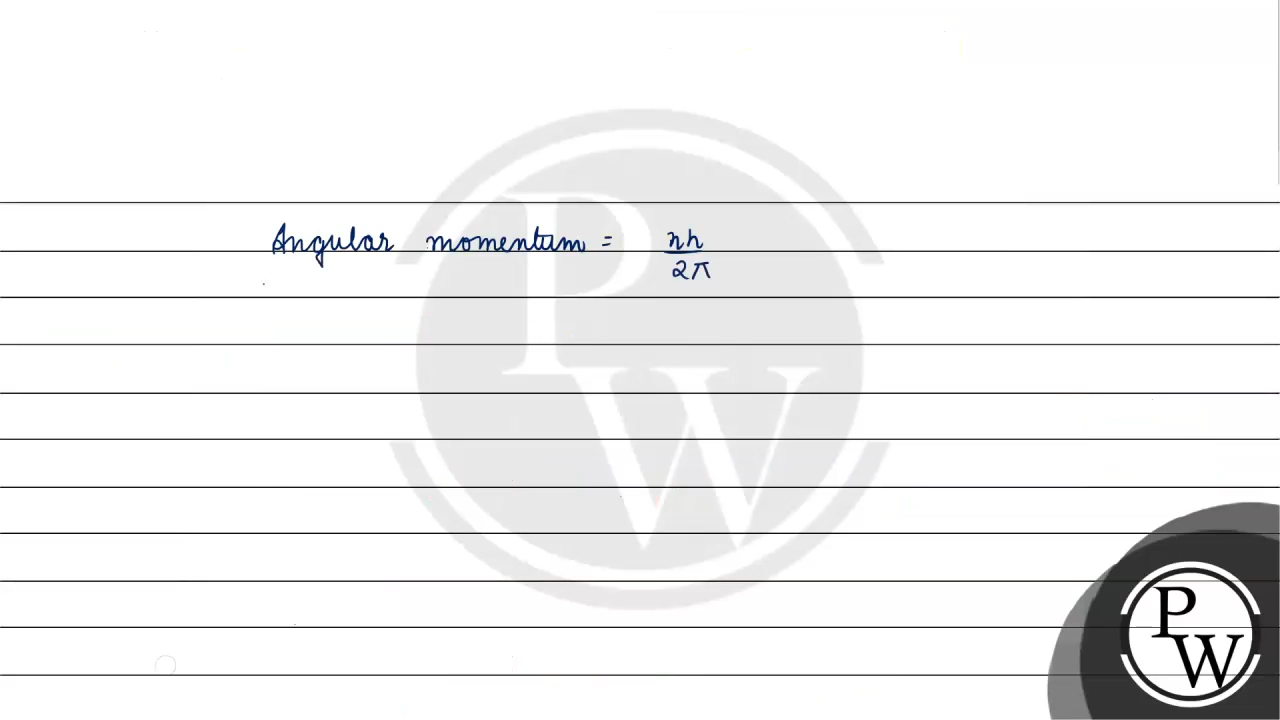 Angular momentum = nh
2π
P
W
P
W